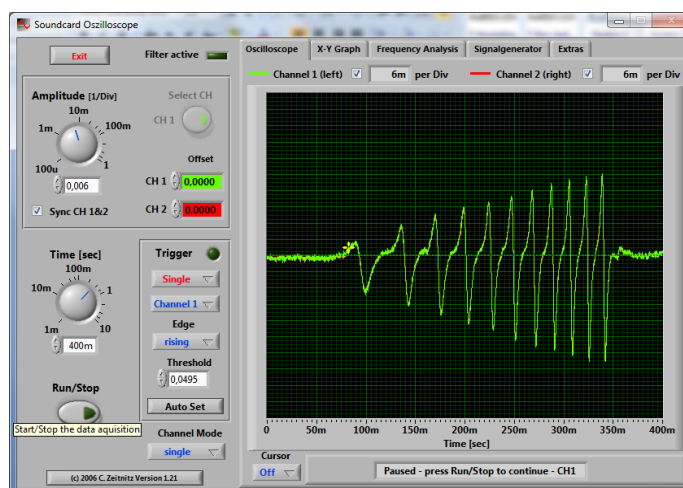 Soundcard Oszilloscope
Exit
Filter active
Amplitude [1/Div]
10m
1m
100m
100u
1
0,006
Sync CH 1&2
Select CH
CH 1
Offset
CH 1 0,0000
CH 2 0,0000
Time [sec]
100m
10m
1
1m
10
400m
Run/Stop
Start/Stop the data aquisition
Trigger
Single
Channel 1
Edge
rising
Threshold
0,0495
Auto Set
Channel Mode
single
(c) 2006 C. Zeitnitz Version 1.21
Oscilloscope X-Y Graph Frequency Analysis Signalgenerator Extras
Channel 1 (left) 6m per Div Channel 2 (right) 6m per Div
0 50m 100m 150m 200m 250m 300m 350m 400m
Time [sec]
Cursor
Off
Paused - press Run/Stop to continue - CH1